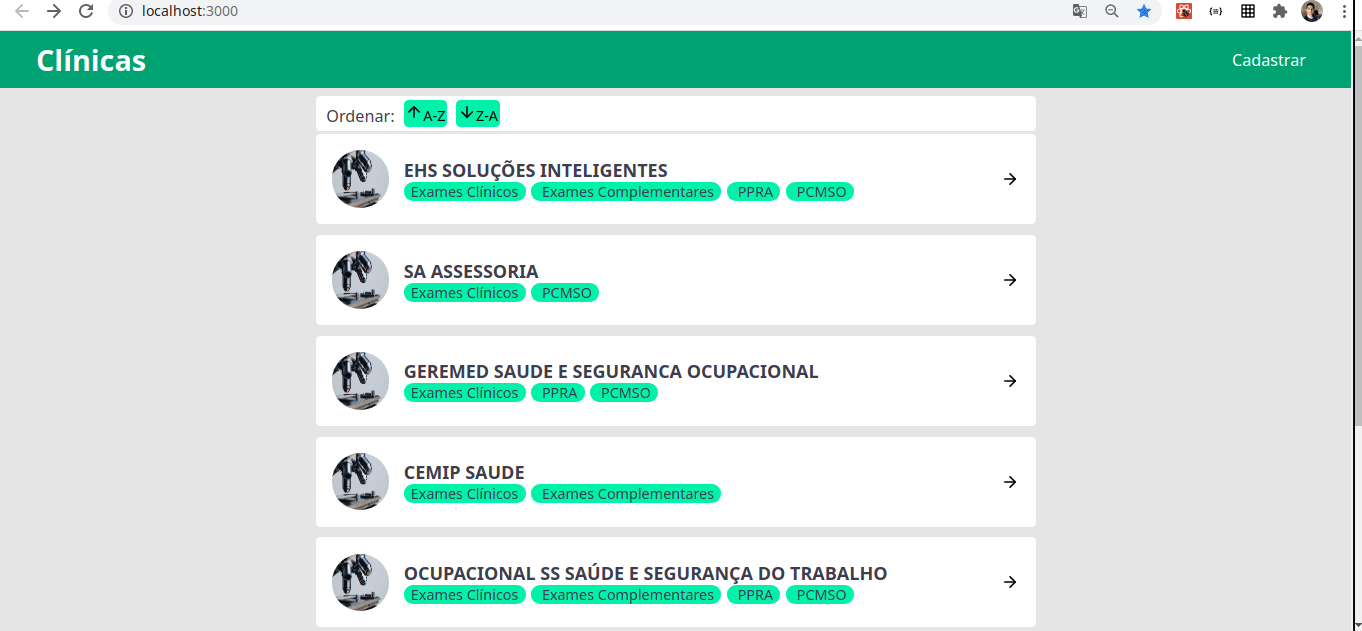 localhost:3000
Clínicas
Cadastrar
Ordenar: A-Z Z-A
EHS SOLUÇÕES INTELIGENTES
Exames Clínicos Exames Complementares PPRA PCMSO
SA ASSESSORIA
Exames Clínicos PCMSO
GEREMED SAUDE E SEGURANCA OCUPACIONAL
Exames Clínicos PPRA PCMSO
CEMIP SAUDE
Exames Clínicos Exames Complementares
OCUPACIONAL SS SAÚDE E SEGURANÇA DO TRABALHO
Exames Clínicos Exames Complementares PPRA PCMSO